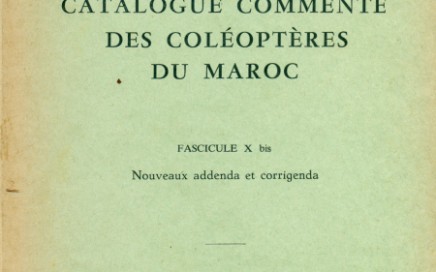 CATALOGUE COMMENTÉ
DES COLÉOPTÈRES
DU MAROC
FASCICULE X bis
Nouveaux addenda et corrigenda